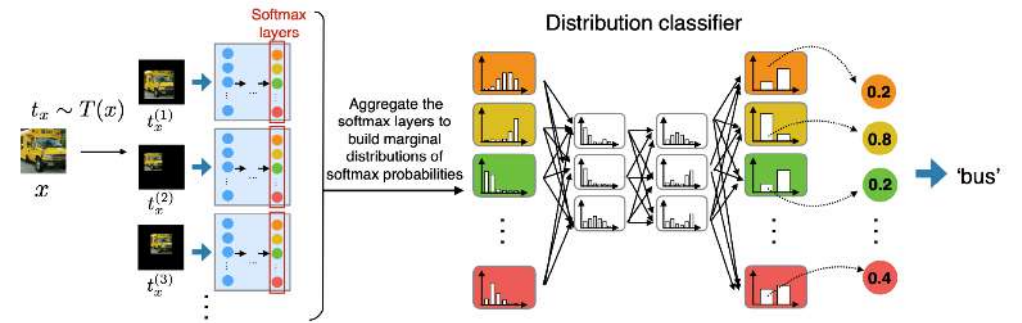 Softmax
layers
Distribution classifier
t_x ~ T(x)
x
t_x^(1)
t_x^(2)
t_x^(3)
Aggregate the
softmax layers to
build marginal
distributions of
softmax probabilities
0.2
0.8
0.2
0.4
'bus'